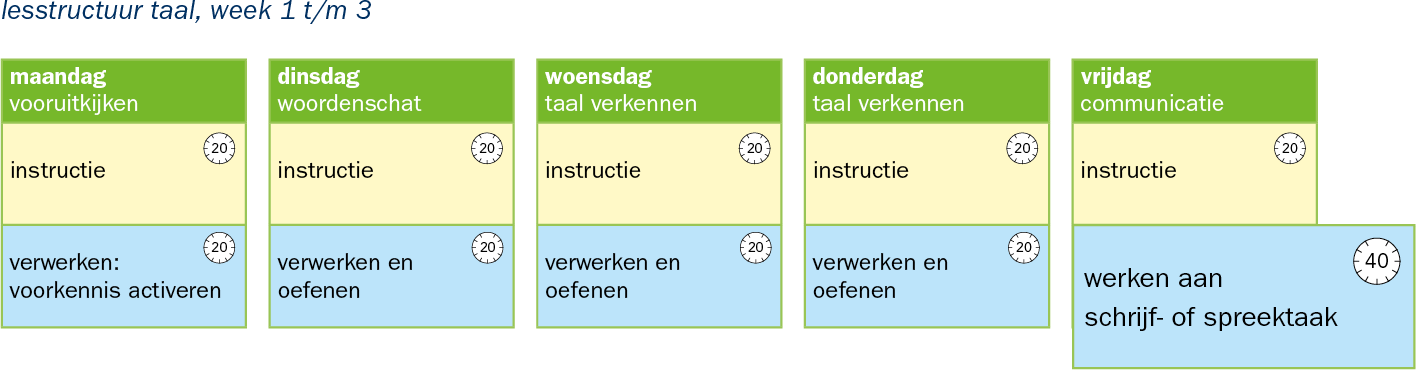 lesstructuur taal, week 1 t/m 3
maandag
vooruitkijken
20
instructie
20
verwerken:
voorkennis activeren
dinsdag
woordenschat
20
instructie
20
verwerken en
oefenen
woensdag
taal verkennen
20
instructie
20
verwerken en
oefenen
donderdag
taal verkennen
20
instructie
20
verwerken en
oefenen
vrijdag
communicatie
20
instructie
40
werken aan
schrijf- of spreektaak